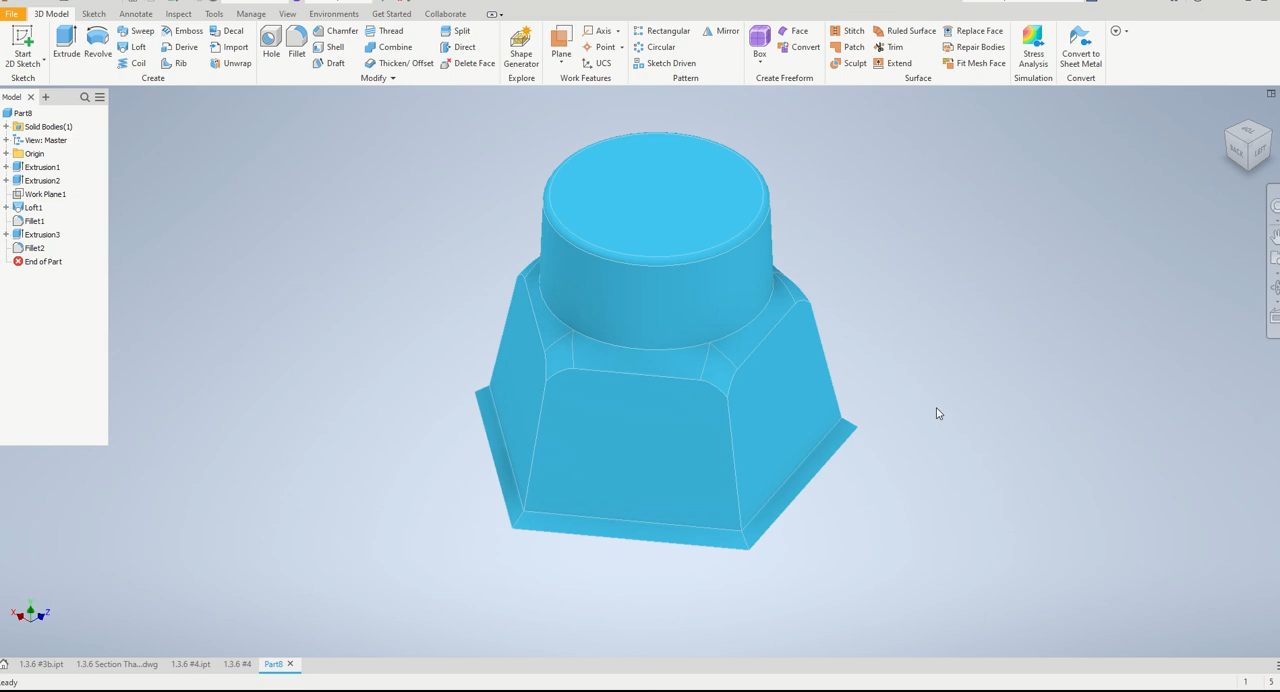 File 3D Model Sketch Annotate Inspect Tools Manage View Environments Get Started Collaborate
Start
2D Sketch
Extrude Revolve
Sweep Emboss Decal
Loft Derive Import
Coil Rib Unwrap
Hole Fillet
Chamfer Thread Split
Shell Combine Direct
Draft Thicken/ Offset Delete Face
Shape
Generator
Plane
Axis
Point
UCS
Rectangular Mirror
Circular
Sketch Driven
Box
Face
Convert
Stitch Ruled Surface Replace Face
Patch Trim Repair Bodies
Sculpt Extend Fit Mesh Face
Stress
Analysis
Convert to
Sheet Metal
Sketch Create Modify Explore Work Features Pattern Create Freeform Surface Simulation Convert
Model
Part8
Solid Bodies(1)
View: Master
Origin
Extrusion1
Extrusion2
Work Plane1
Loft1
Fillet1
Extrusion3
Fillet2
End of Part
BACK LEFT
X Y Z
1.3.6 #3b.ipt 1.3.6 Section Tha...dwg 1.3.6 #4.ipt 1.3.6 #4 Part8
eady 1 5